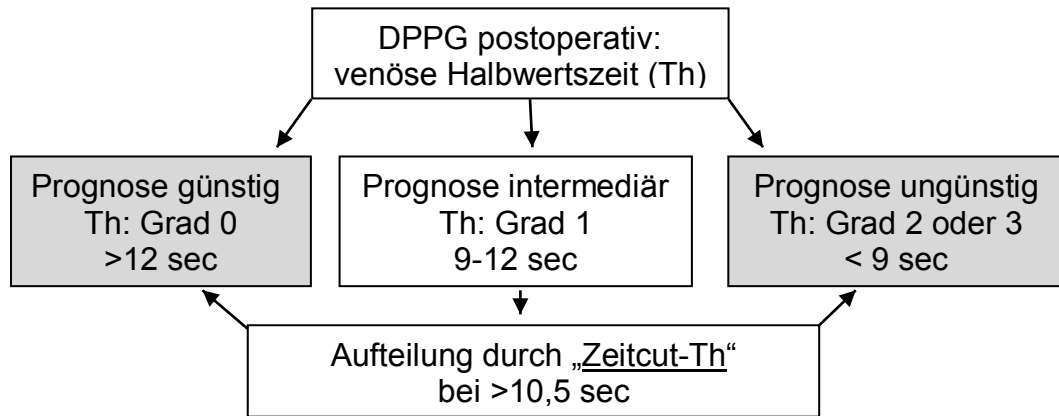 DPPG postoperativ:
venöse Halbwertszeit (Th)
Prognose günstig
Th: Grad 0
>12 sec
Prognose intermediär
Th: Grad 1
9-12 sec
Prognose ungünstig
Th: Grad 2 oder 3
< 9 sec
Aufteilung durch „Zeitcut-Th“
bei >10,5 sec